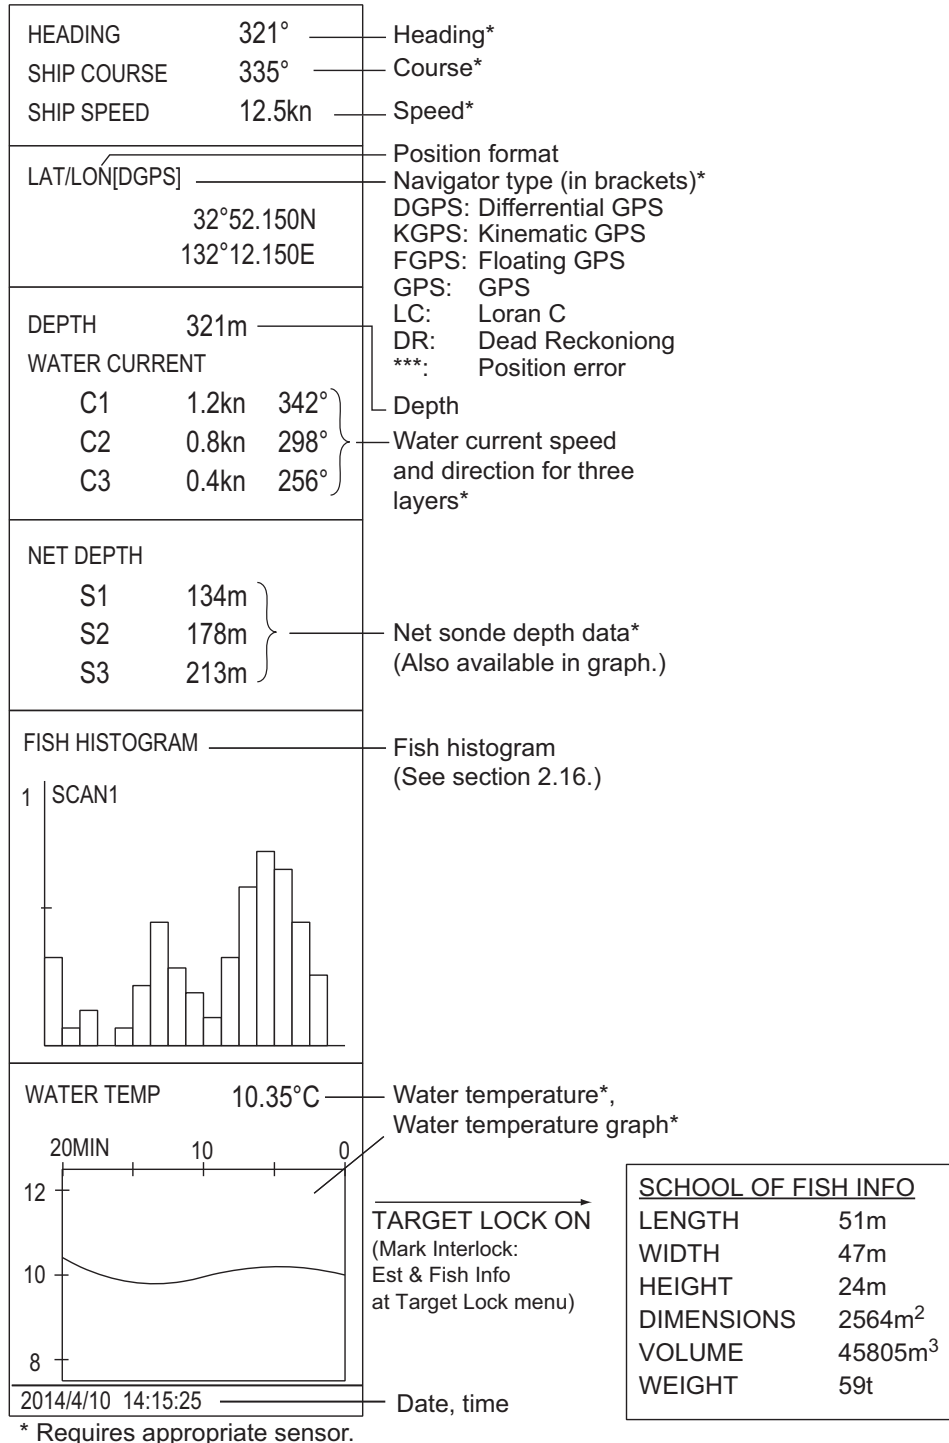 HEADING 321° Heading*
SHIP COURSE 335° Course*
SHIP SPEED 12.5kn Speed*
Position format
LAT/LON[DGPS] Navigator type (in brackets)*
32°52.150N
132°12.150E
DGPS: Differrential GPS
KGPS: Kinematic GPS
FGPS: Floating GPS
GPS: GPS
LC: Loran C
DR: Dead Reckoniong
***: Position error
DEPTH 321m
Depth
WATER CURRENT
C1 1.2kn 342°
C2 0.8kn 298°
C3 0.4kn 256°
Water current speed
and direction for three
layers*
NET DEPTH
S1 134m
S2 178m
S3 213m
Net sonde depth data*
(Also available in graph.)
FISH HISTOGRAM
Fish histogram
(See section 2.16.)
1 SCAN1
WATER TEMP 10.35°C
Water temperature*,
Water temperature graph*
20MIN 10 0
12
10
8
TARGET LOCK ON
(Mark Interlock:
Est & Fish Info
at Target Lock menu)
SCHOOL OF FISH INFO
LENGTH 51m
WIDTH 47m
HEIGHT 24m
DIMENSIONS 2564m²
VOLUME 45805m³
WEIGHT 59t
2014/4/10 14:15:25 Date, time
* Requires appropriate sensor.